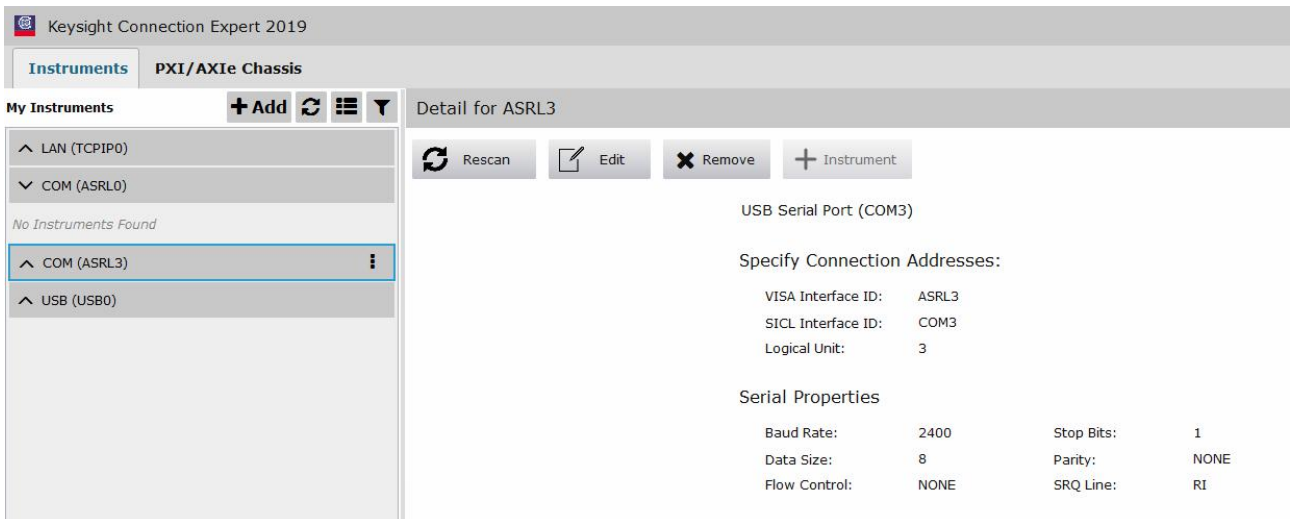 Keysight Connection Expert 2019
Instruments PXI/AXIe Chassis
My Instruments Add
LAN (TCPIP0)
COM (ASRL0)
No Instruments Found
COM (ASRL3)
USB (USB0)
Detail for ASRL3
Rescan Edit Remove Instrument
USB Serial Port (COM3)
Specify Connection Addresses:
VISA Interface ID: ASRL3
SICL Interface ID: COM3
Logical Unit: 3
Serial Properties
Baud Rate: 2400 Stop Bits: 1
Data Size: 8 Parity: NONE
Flow Control: NONE SRQ Line: RI